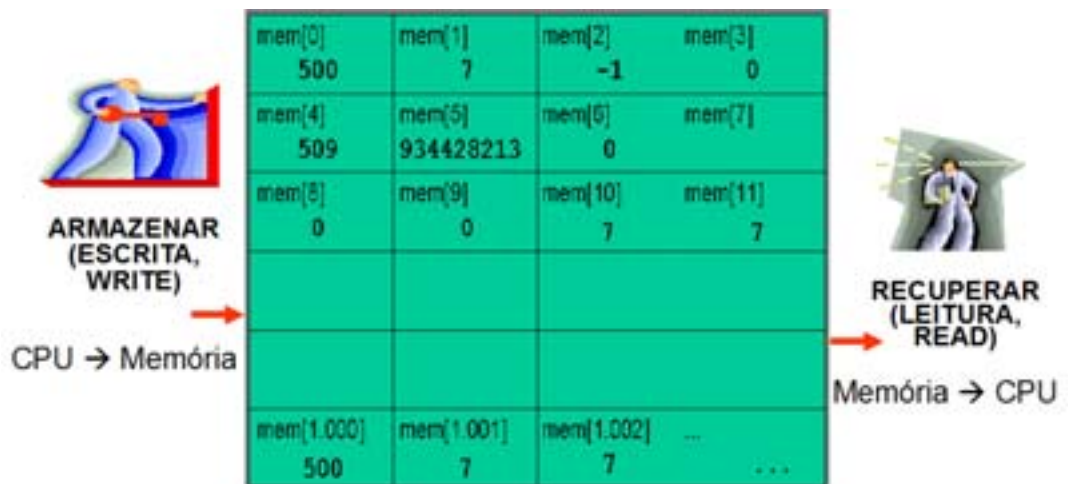 mem[0] mem[1] mem[2] mem[3]
500 7 -1 0
mem[4] mem[5] mem[6] mem[7]
509 934428213 0
mem[8] mem[9] mem[10] mem[11]
0 0 7 7
mem[1.000] mem[1.001] mem[1.002] ...
500 7 7 ...
ARMAZENAR
(ESCRITA,
WRITE)
CPU → Memória
RECUPERAR
(LEITURA,
READ)
Memória → CPU